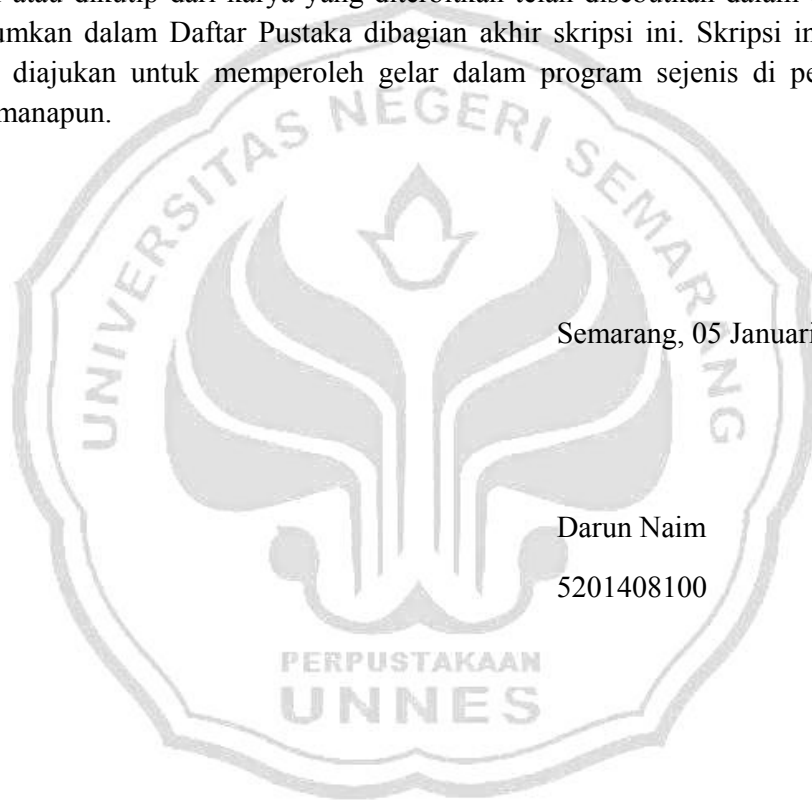 atau dikutip dari karya yang diterbitkan telah disebutkan dalam
umkan dalam Daftar Pustaka dibagian akhir skripsi ini. Skripsi
diajukan untuk memperoleh gelar dalam program sejenis di
manapun.
UNIVERSITAS NEGERI SEMARANG
Semarang, 05 Januari
Darun Naim
5201408100
PERPUSTAKAAN
UNNES